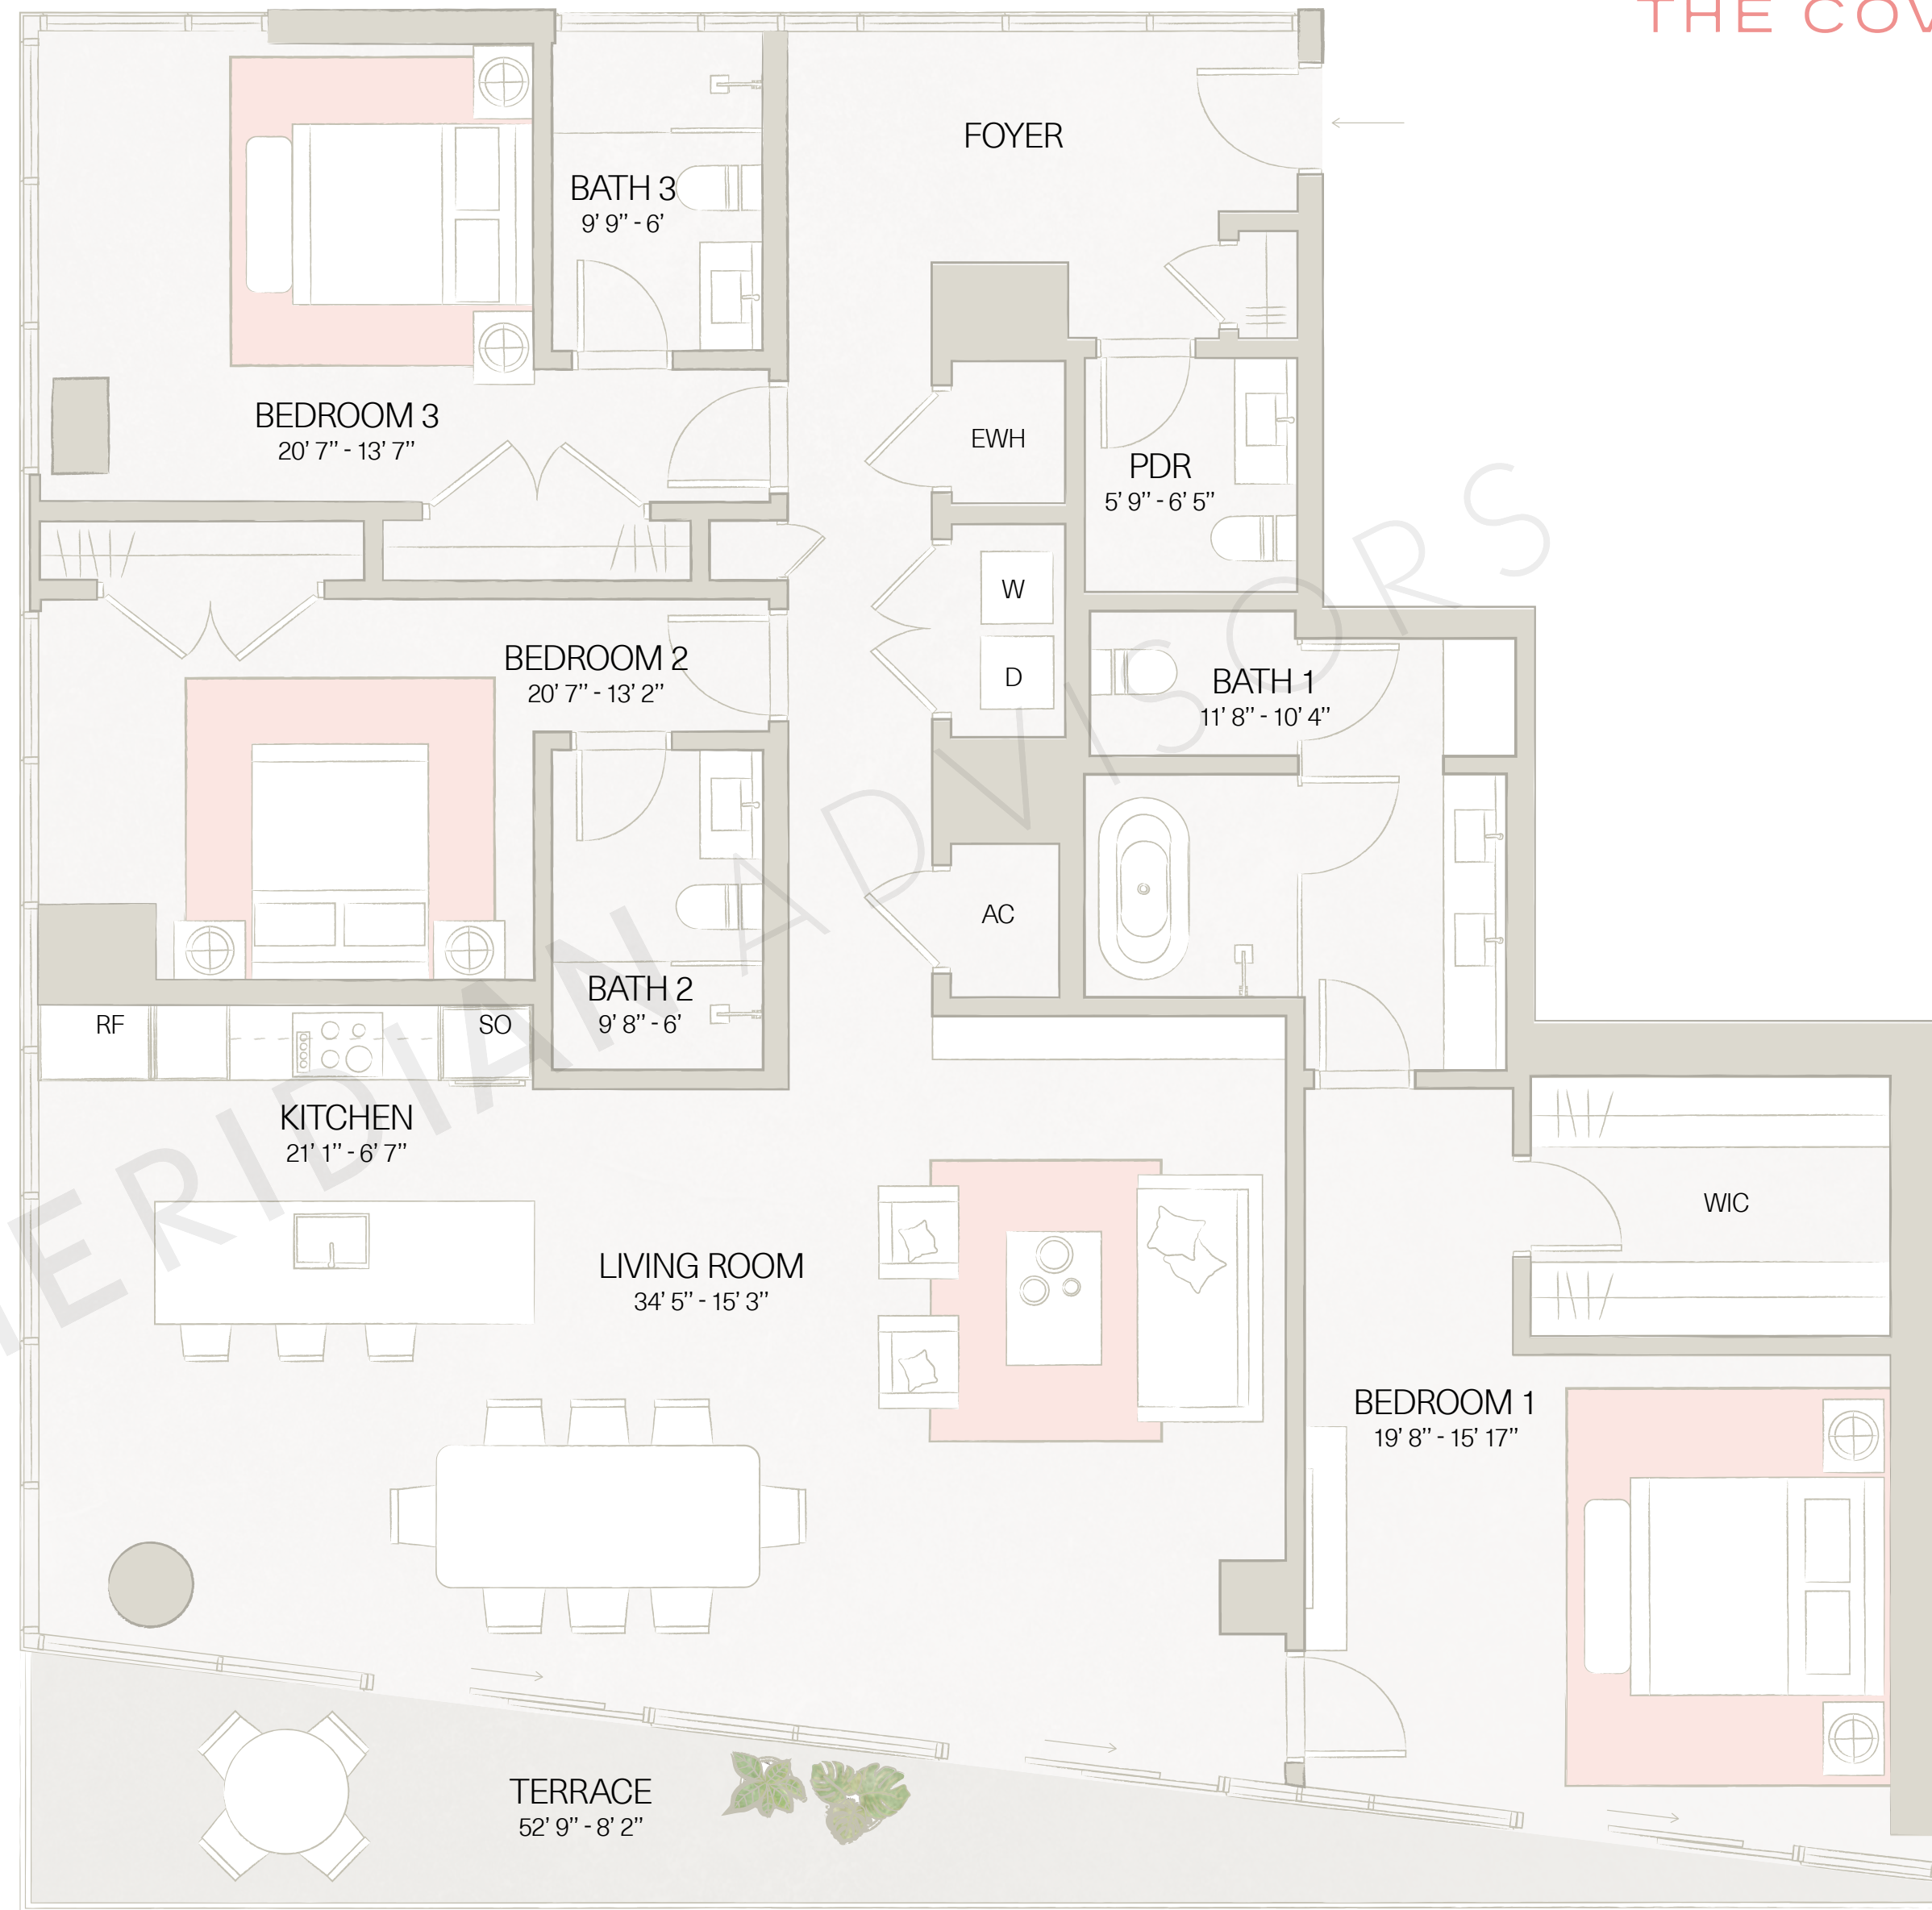 THE COV
FOYER
BATH 3
9’ 9’’ - 6’
BEDROOM 3
20’ 7’’ - 13’ 7’’
EWH
PDR
5’ 9’’ - 6’ 5’’
W
D
BEDROOM 2
20’ 7’’ - 13’ 2’’
BATH 1
11’ 8’’ - 10’ 4’’
AC
BATH 2
9’ 8’’ - 6’
RF
SO
KITCHEN
21’ 1’’ - 6’ 7’’
WIC
LIVING ROOM
34’ 5’’ - 15’ 3’’
BEDROOM 1
19’ 8’’ - 15’ 17’’
TERRACE
52’ 9’’ - 8’ 2’’
MERIDIAN ADVISORS